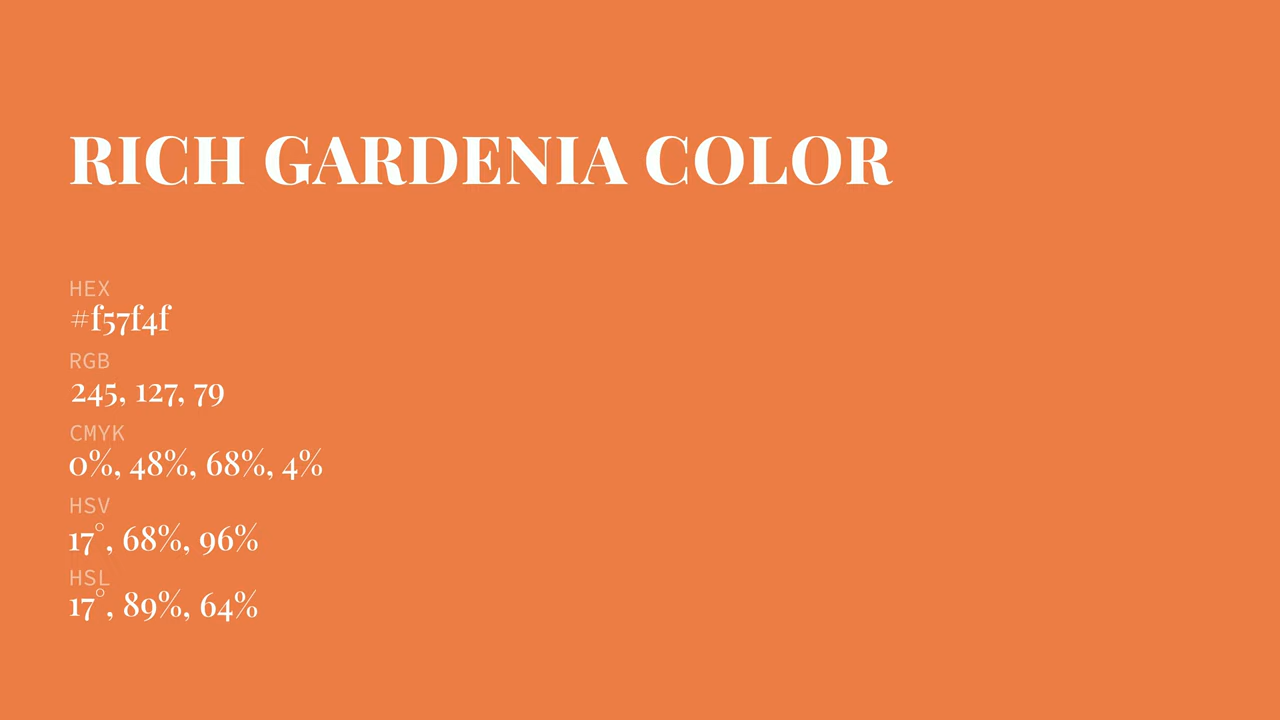 RICH GARDENIA COLOR
HEX
#f57f4f
RGB
245, 127, 79
CMYK
0%, 48%, 68%, 4%
HSV
17°, 68%, 96%
HSL
17°, 89%, 64%